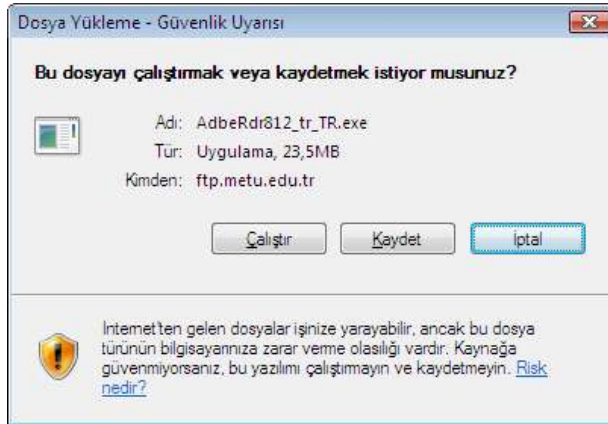 Dosya Yükleme - Güvenlik Uyarısı
Bu dosyayı çalıştırmak veya kaydetmek istiyor musunuz?
Adı: AdbeRdr812_tr_TR.exe
Tür: Uygulama, 23,5MB
Kimden: ftp.metu.edu.tr
Çalıştır Kaydet İptal
Internet'ten gelen dosyalar işinize yarayabilir, ancak bu dosya
türünün bilgisayarınıza zarar verme olasılığı vardır. Kaynağa
güvenmiyorsanız, bu yazılımı çalıştırmayın ve kaydetmeyin. Risk
nedir?